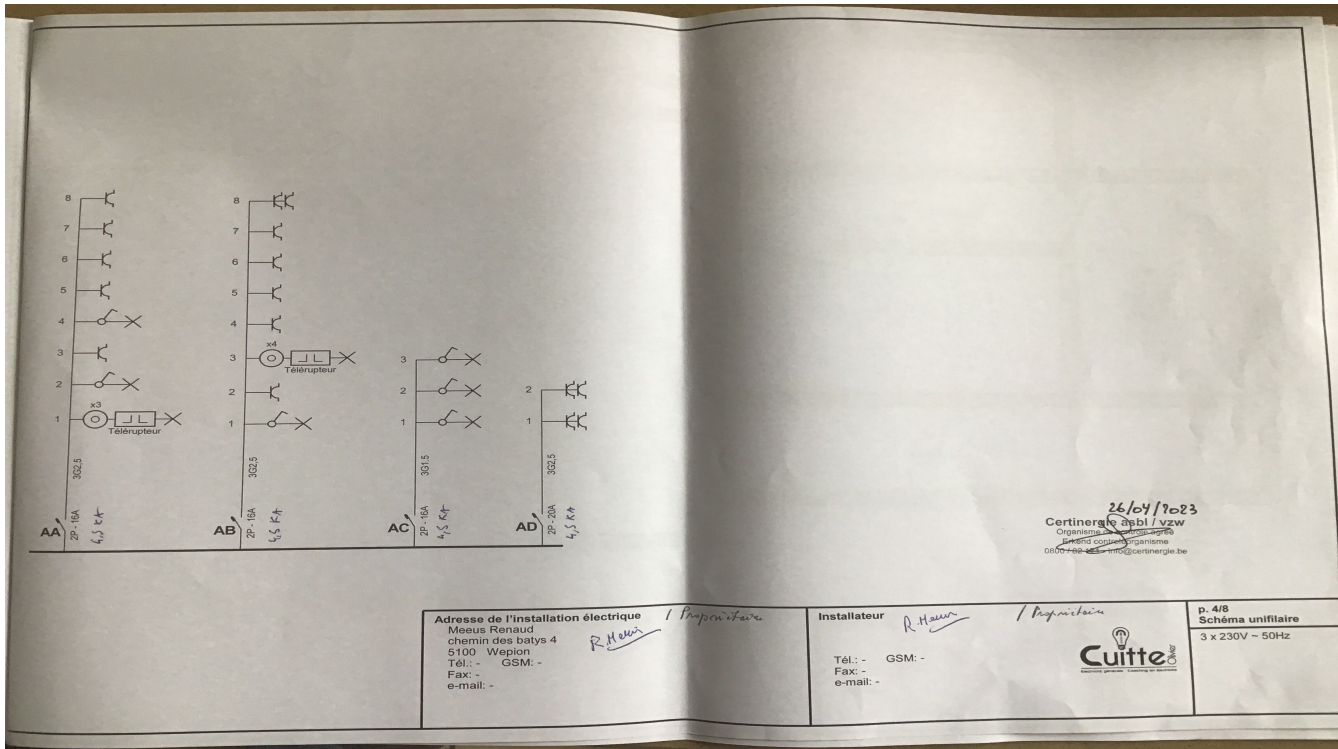 8
7
6
5
4
3
2
x3
1
Télérupteur
3G2,5
AA
2P - 16A
4,5 KA
8
7
6
5
4
x4
3
Télérupteur
2
1
3G2,5
AB
2P - 16A
4,5 KA
3
2
1
3G1,5
AC
2P - 16A
4,5 KA
2
1
3G2,5
AD
2P - 20A
4,5 KA
26/04/2023
Certinergie asbl / vzw
Organisme de controle agréé
Erkend controleorganisme
0800 / 82 info@certinergie.be
Adresse de l'installation électrique / Propriétaire
Meeus Renaud
chemin des batys 4
5100 Wepion
Tél.: - GSM: -
Fax: -
e-mail: -
Installateur / Propriétaire
Tél.: - GSM: -
Fax: -
e-mail: -
Cuitte
Olivier
p. 4/8
Schéma unifilaire
3 x 230V ~ 50Hz